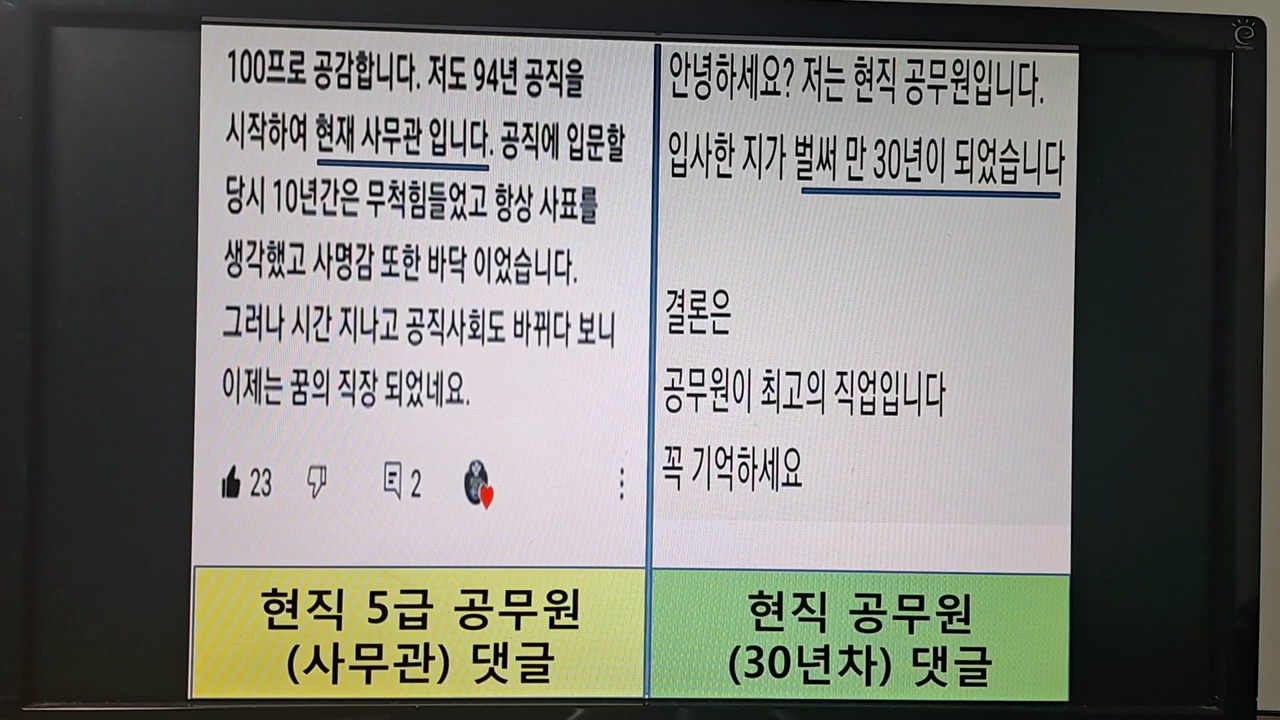 100프로 공감합니다. 저도 94년 공직을
시작하여 현재 사무관 입니다. 공직에 입문할
당시 10년간은 무척힘들었고 항상 사표를
생각했고 사명감 또한 바닥 이었습니다.
그러나 시간 지나고 공직사회도 바뀌다 보니
이제는 꿈의 직장 되었네요.
23
2
현직 5급 공무원
(사무관) 댓글
안녕하세요? 저는 현직 공무원입니다.
입사한 지가 벌써 만 30년이 되었습니다
결론은
공무원이 최고의 직업입니다
꼭 기억하세요
현직 공무원
(30년차) 댓글